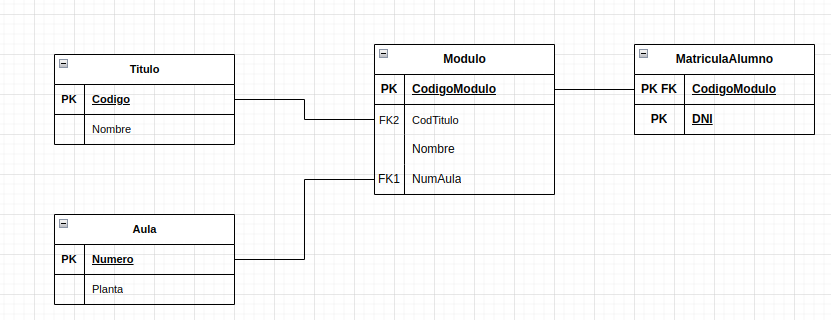 Titulo
PK Codigo
Nombre
Aula
PK Numero
Planta
Modulo
PK CodigoModulo
FK2 CodTitulo
Nombre
FK1 NumAula
MatriculaAlumno
PK FK CodigoModulo
PK DNI